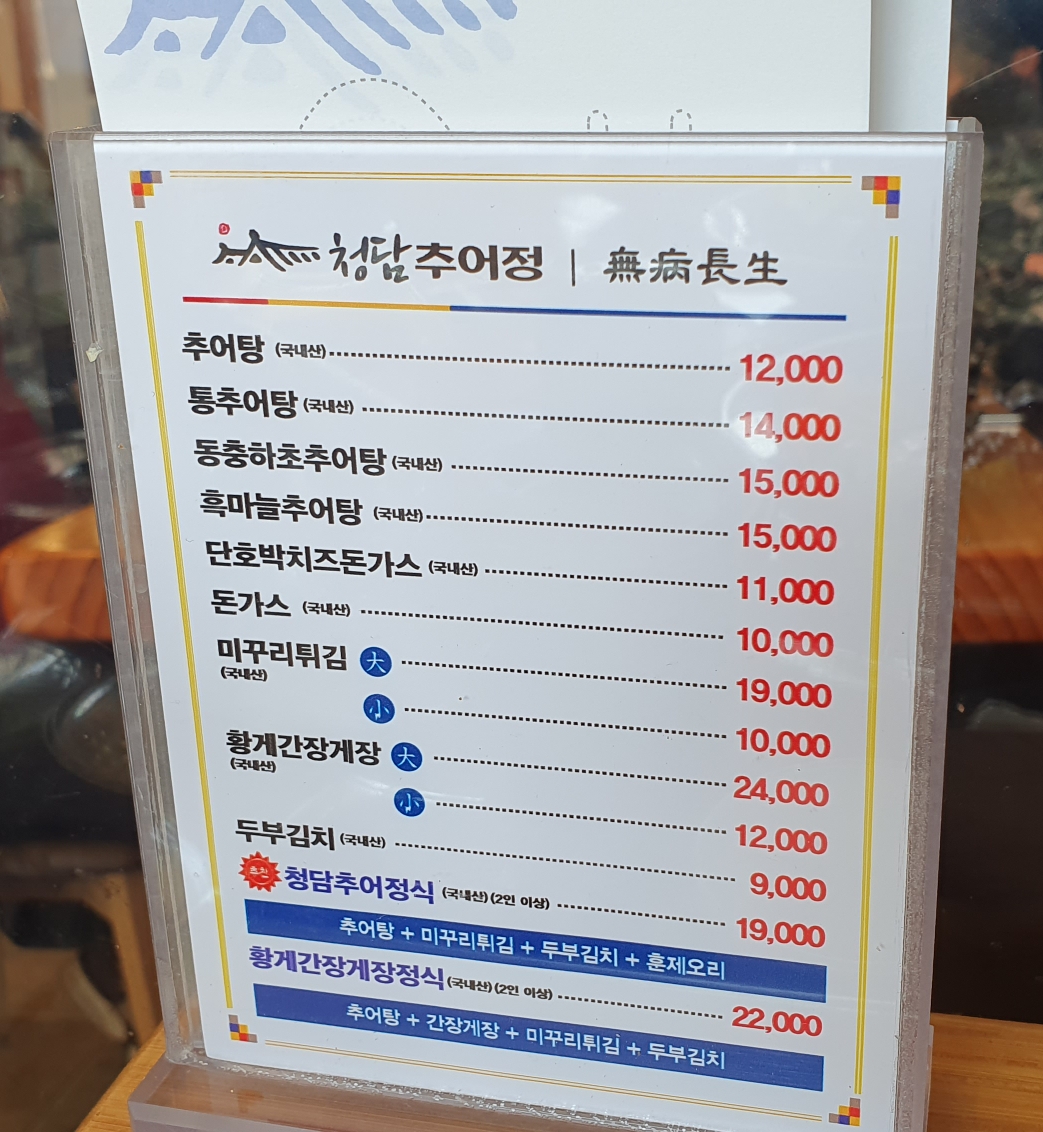 청담추어정 | 無病長生
추어탕 (국내산) 12,000
통추어탕 (국내산) 14,000
동충하초추어탕 (국내산) 15,000
흑마늘추어탕 (국내산) 15,000
단호박치즈돈가스 (국내산) 11,000
돈가스 (국내산) 10,000
미꾸리튀김 大 19,000
(국내산)
小 10,000
황게간장게장 大 24,000
(국내산)
小 12,000
두부김치 (국내산) 9,000
추천 청담추어정식 (국내산) (2인 이상) 19,000
추어탕 + 미꾸리튀김 + 두부김치 + 훈제오리
황게간장게장정식 (국내산) (2인 이상) 22,000
추어탕 + 간장게장 + 미꾸리튀김 + 두부김치